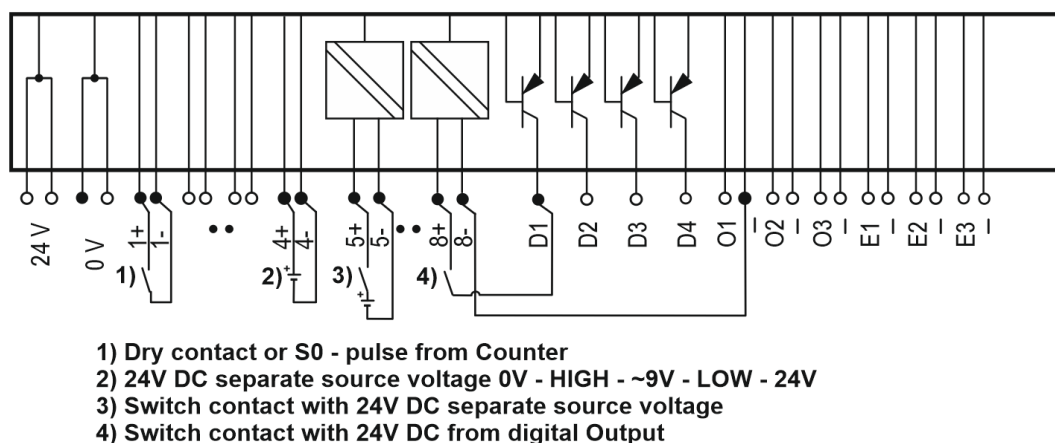 24 V
0 V
1+
1-
4+
4-
5+
5-
8+
8-
D1
D2
D3
D4
O1
–
O2
–
O3
–
E1
–
E2
–
E3
–
1)
2)
+
3)
+
4)
1) Dry contact or S0 - pulse from Counter
2) 24V DC separate source voltage 0V - HIGH - ~9V - LOW - 24V
3) Switch contact with 24V DC separate source voltage
4) Switch contact with 24V DC from digital Output